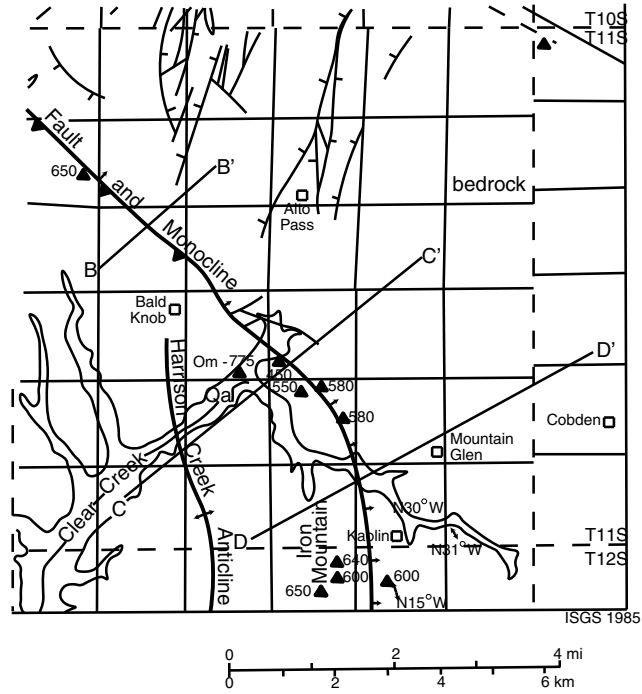 T10S
T11S
Fault
and
Monocline
650
B'
bedrock
Alto
Pass
B
C'
Bald
Knob
D'
Om -775
450
550
580
Harrison
Creek
Anticline
Qal
580
Cobden
Mountain
Glen
Clear Creek
C
N30°W
D
Iron
Mountain
Kaolin
N31°W
T11S
T12S
640
600
600
650
N15°W
ISGS 1985
0
2
4 mi
0
2
4
6 km